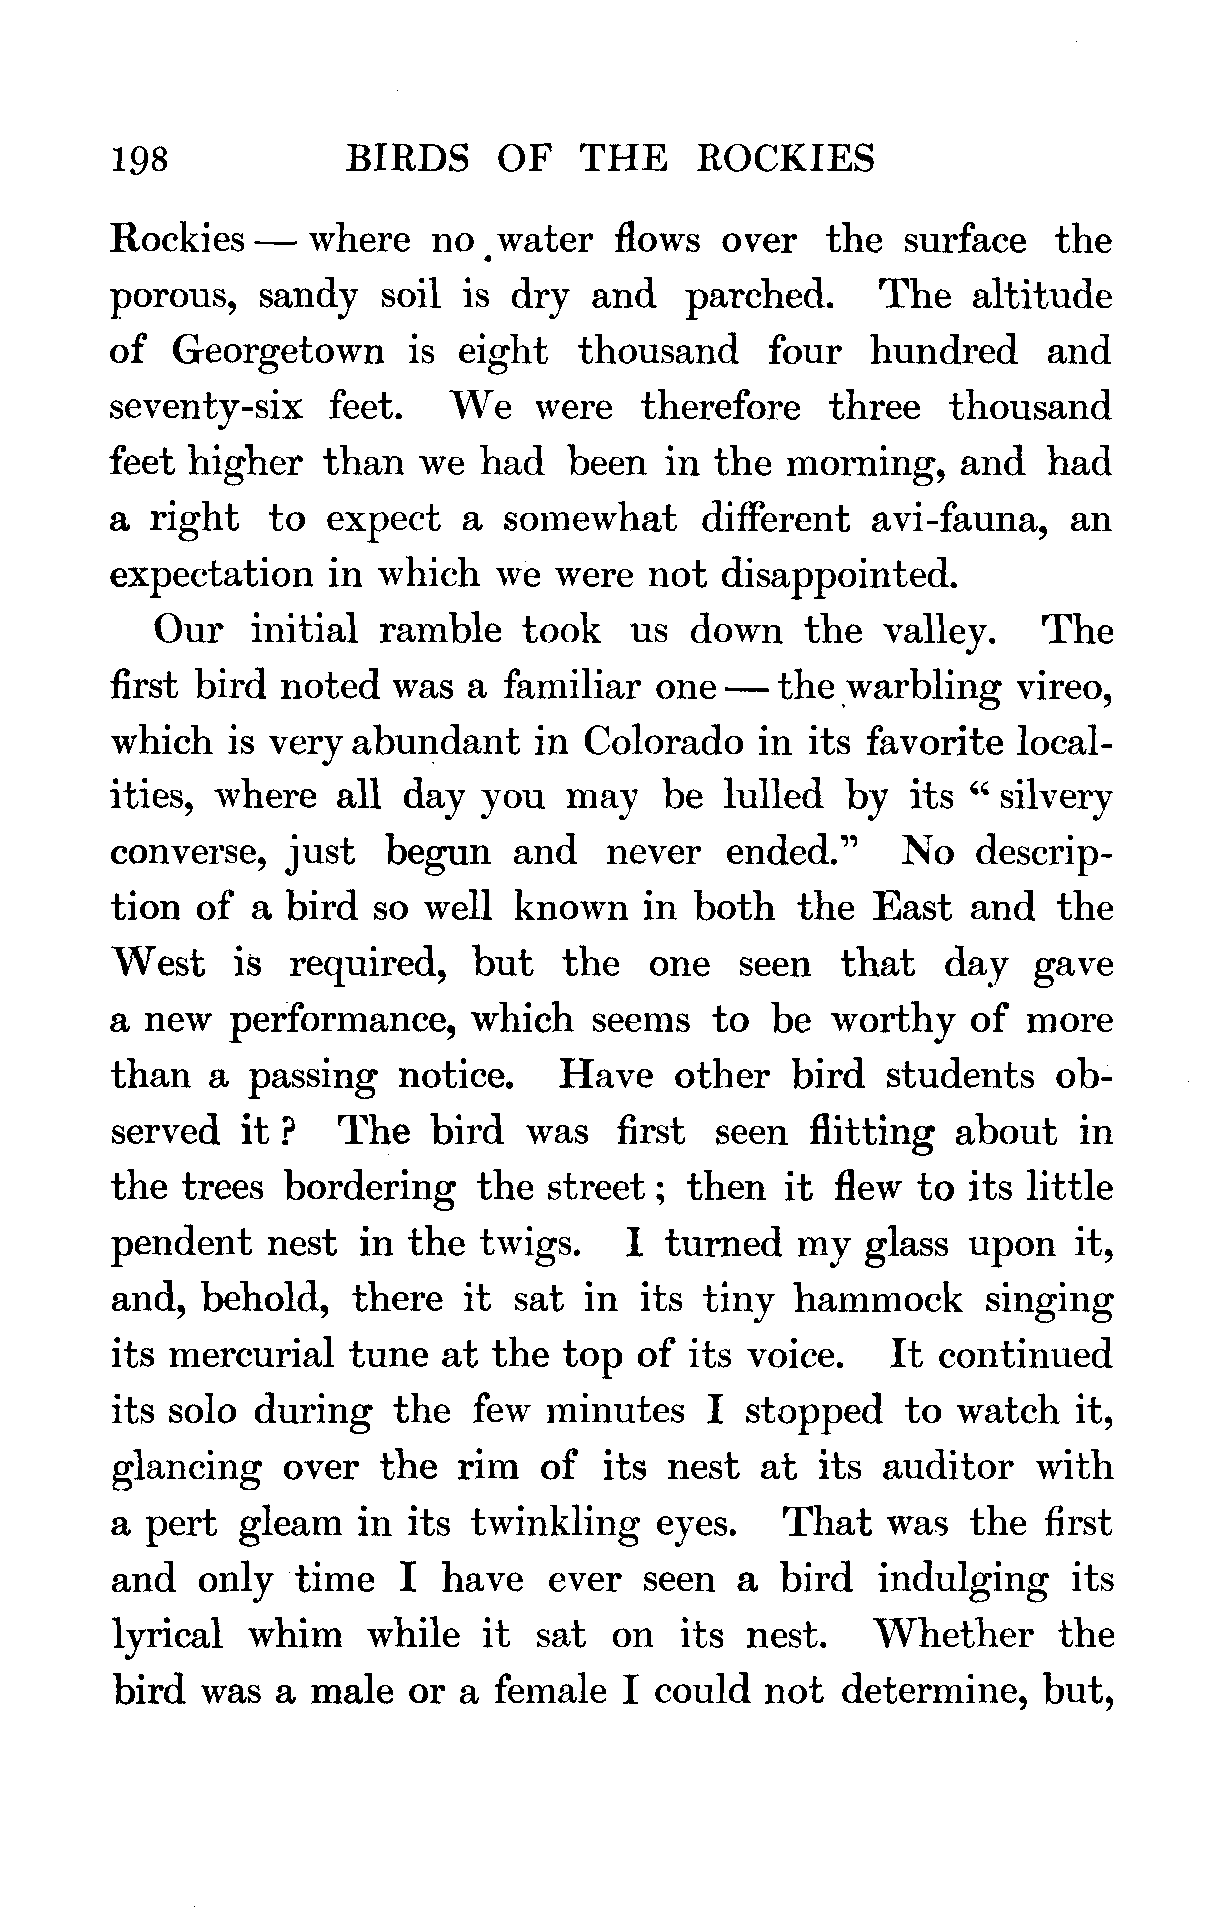 198 BIRDS OF THE ROCKIES
Rockies — where no water flows over the surface the
porous, sandy soil is dry and parched. The altitude
of Georgetown is eight thousand four hundred and
seventy-six feet. We were therefore three thousand
feet higher than we had been in the morning, and had
a right to expect a somewhat different avi-fauna, an
expectation in which we were not disappointed.
Our initial ramble took us down the valley. The
first bird noted was a familiar one — the warbling vireo,
which is very abundant in Colorado in its favorite local-
ities, where all day you may be lulled by its “ silvery
converse, just begun and never ended.” No descrip-
tion of a bird so well known in both the East and the
West is required, but the one seen that day gave
a new performance, which seems to be worthy of more
than a passing notice. Have other bird students ob-
served it ? The bird was first seen flitting about in
the trees bordering the street ; then it flew to its little
pendent nest in the twigs. I turned my glass upon it,
and, behold, there it sat in its tiny hammock singing
its mercurial tune at the top of its voice. It continued
its solo during the few minutes I stopped to watch it,
glancing over the rim of its nest at its auditor with
a pert gleam in its twinkling eyes. That was the first
and only time I have ever seen a bird indulging its
lyrical whim while it sat on its nest. Whether the
bird was a male or a female I could not determine, but,